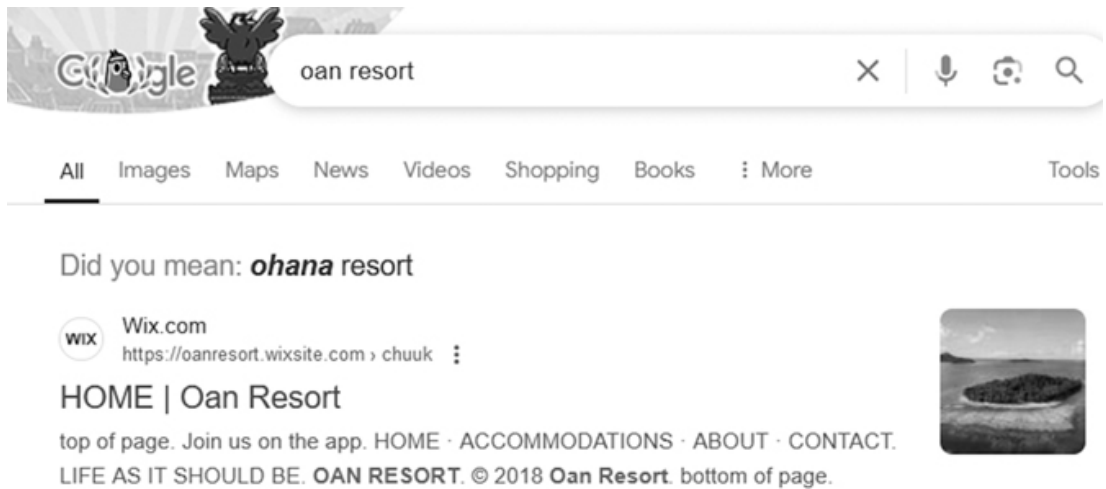 Google
oan resort
All Images Maps News Videos Shopping Books More Tools
Did you mean: ohana resort
WIX
Wix.com
https://oanresort.wixsite.com › chuuk
HOME | Oan Resort
top of page. Join us on the app. HOME · ACCOMMODATIONS · ABOUT · CONTACT.
LIFE AS IT SHOULD BE. OAN RESORT. © 2018 Oan Resort. bottom of page.